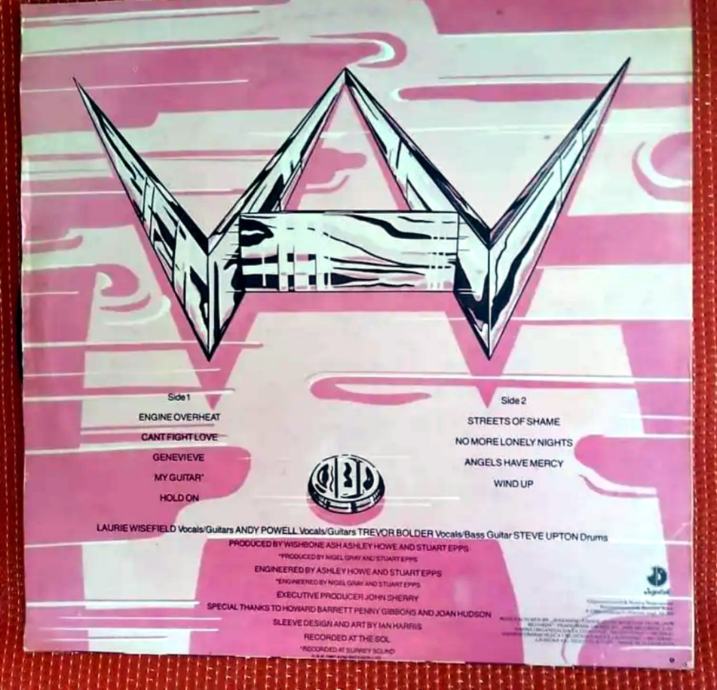 Side 1
ENGINE OVERHEAT
CANT FIGHT LOVE
GENEVIEVE
MY GUITAR*
HOLD ON
Side 2
STREETS OF SHAME
NO MORE LONELY NIGHTS
ANGELS HAVE MERCY
WIND UP
LAURIE WISEFIELD Vocals/Guitars ANDY POWELL Vocals/Guitars TREVOR BOLDER Vocals/Bass Guitar STEVE UPTON Drums
PRODUCED BY WISHBONE ASH ASHLEY HOWE AND STUART EPPS
*PRODUCED BY NIGEL GRAY AND STUART EPPS
ENGINEERED BY ASHLEY HOWE AND STUART EPPS
*ENGINEERED BY NIGEL GRAY AND STUART EPPS
EXECUTIVE PRODUCER JOHN SHERRY
SPECIAL THANKS TO HOWARD BARRETT PENNY GIBBONS AND JOAN HUDSON
SLEEVE DESIGN AND ART BY IAN HARRIS
RECORDED AT THE SOL
*RECORDED AT SURREY SOUND